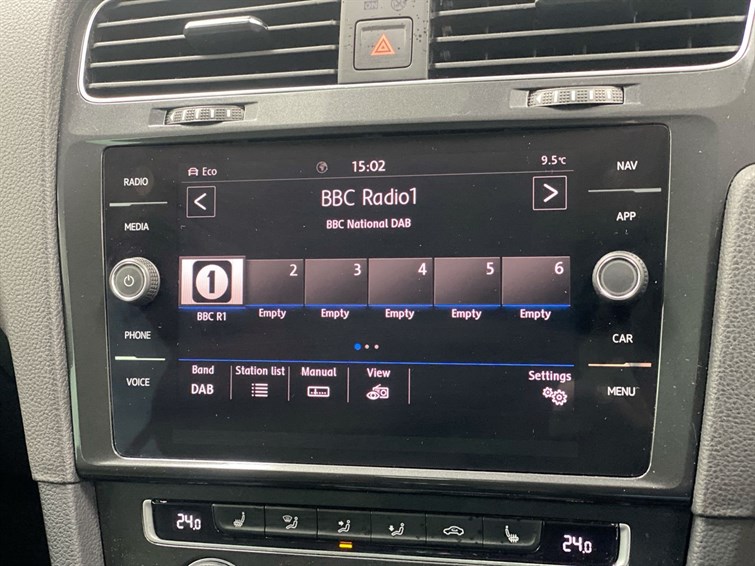 Eco 15:02 9.5°C
RADIO
MEDIA
PHONE
VOICE
BBC Radio1
BBC National DAB
1 2 3 4 5 6
BBC R1 Empty Empty Empty Empty Empty
Band Station list Manual View Settings
DAB
NAV
APP
CAR
MENU
24.0 24.0